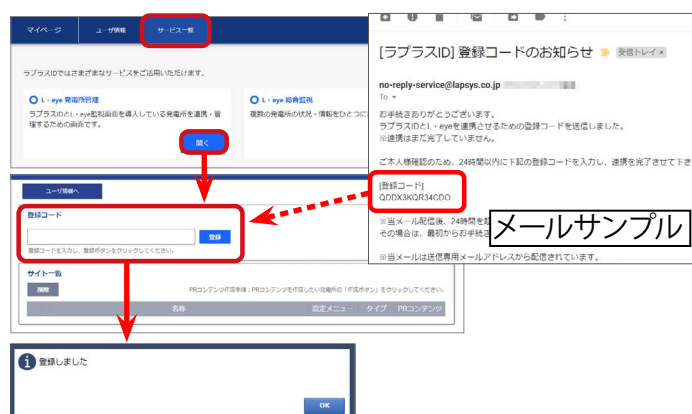 マイページ
ユーザ情報
サービス一覧
ラプラスIDではさまざまなサービスをご活用いただけます。
L・eye 発電所管理
ラプラスIDとL・eye監視画面を導入している発電所を連携・管
理するための画面です。
開く
L・eye 総合監視
複数の発電所の状況・情報をひとつに
ユーザ情報へ
登録コード
登録
登録コードを入力し、登録ボタンをクリックしてください。
サイト一覧
削除
PRコンテンツ作成手順:PRコンテンツを作成したい発電所の「作成ボタン」をクリックしてください。
名称
設定メニュー
タイプ
PRコンテンツ
登録しました
OK
[ラプラスID] 登録コードのお知らせ
受信トレイ ×
no-reply-service@lapsys.co.jp
To
お手続きありがとうございます。
ラプラスIDとL・eyeを連携させるための登録コードを送信しました。
※連携はまだ完了していません。
ご本人様確認のため、24時間以内に下記の登録コードを入力し、連携を完了させて下さ
[登録コード]
QDDX3KQR34CDO
※当メール配信後、24時間を
その場合は、最初からお手続き
メールサンプル
※当メールは送信専用メールアドレスから配信されています。